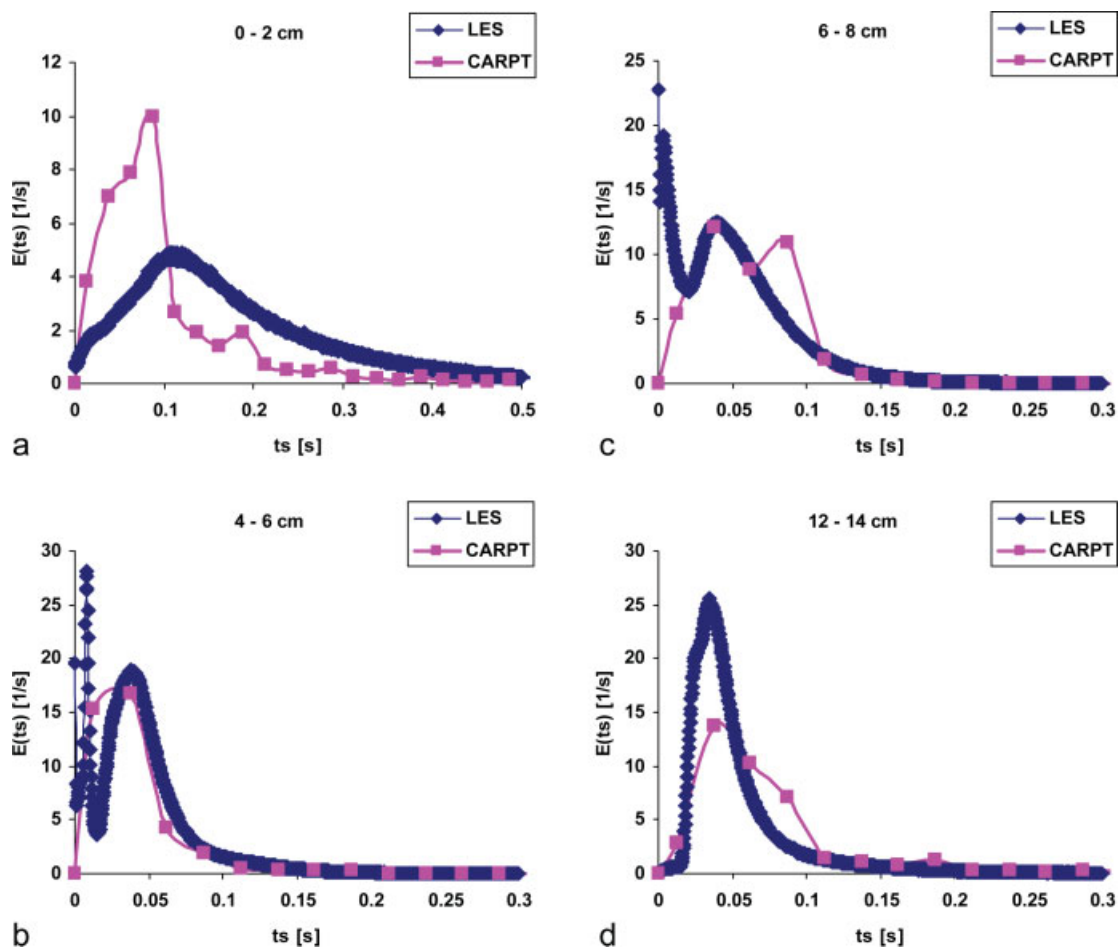 0 - 2 cm
LES
CARPT
12
10
8
6
4
2
0
E(ts) [1/s]
0 0.1 0.2 0.3 0.4 0.5
ts [s]
a
6 - 8 cm
LES
CARPT
25
20
15
10
5
0
E(ts) [1/s]
0 0.05 0.1 0.15 0.2 0.25 0.3
ts [s]
c
4 - 6 cm
LES
CARPT
30
25
20
15
10
5
0
E(ts) [1/s]
0 0.05 0.1 0.15 0.2 0.25 0.3
ts [s]
b
12 - 14 cm
LES
CARPT
30
25
20
15
10
5
0
E(ts) [1/s]
0 0.05 0.1 0.15 0.2 0.25 0.3
ts [s]
d